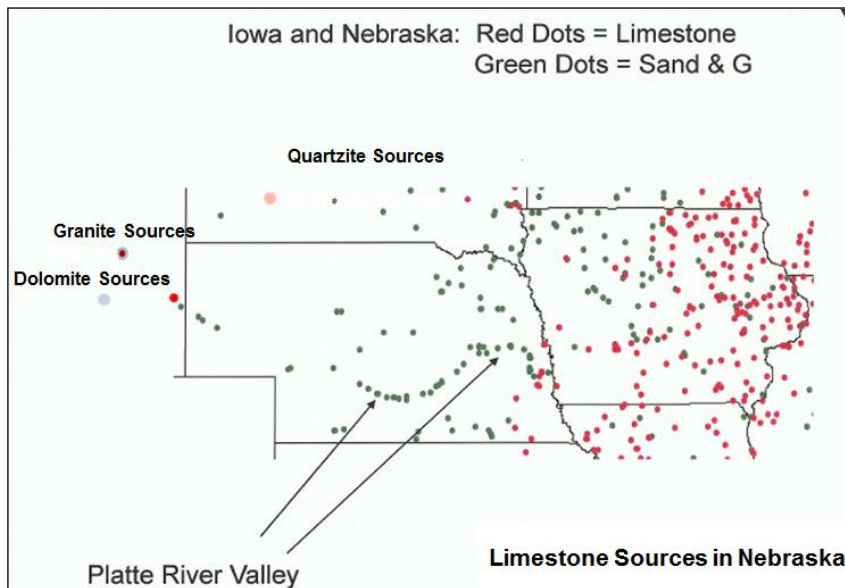 Iowa and Nebraska: Red Dots = Limestone
Green Dots = Sand & G
Quartzite Sources
Granite Sources
Dolomite Sources
Platte River Valley
Limestone Sources in Nebraska